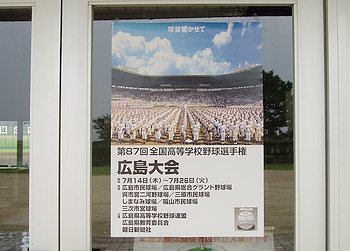 球音響かせて
第87回全国高等学校野球選手権
広島大会
7月14日(木)～7月26日(火)
広島市民球場／広島県総合グランド野球場
呉市営二河野球場／三原市民球場
しまなみ球場／福山市民球場
三次市営球場
広島県高等学校野球連盟
広島県教育委員会
朝日新聞社